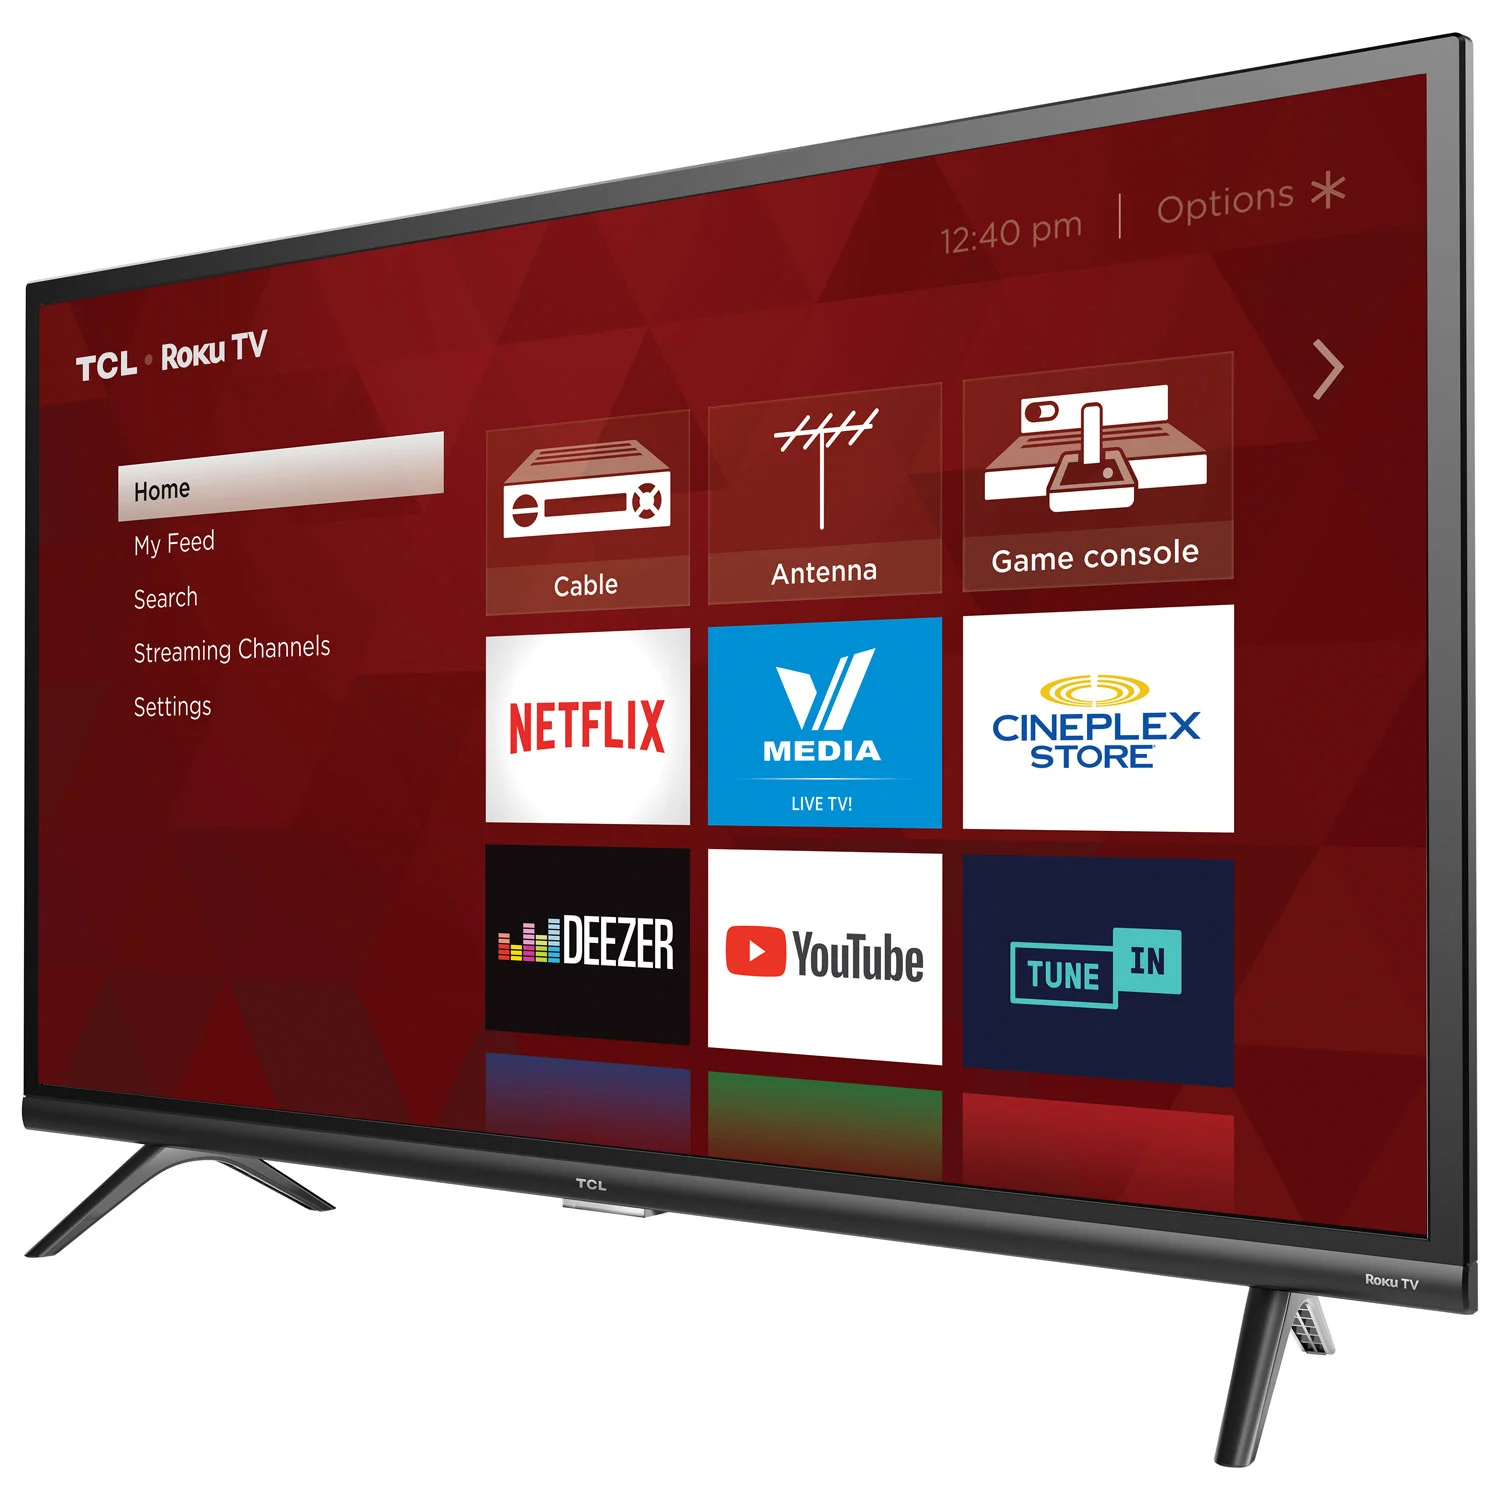 12:40 pm | Options *
TCL • Roku TV
Home
My Feed
Search
Streaming Channels
Settings
Cable
Antenna
Game console
NETFLIX
V
MEDIA
LIVE TV!
CINEPLEX
STORE
DEEZER
YouTube
TUNE IN
TCL
Roku TV